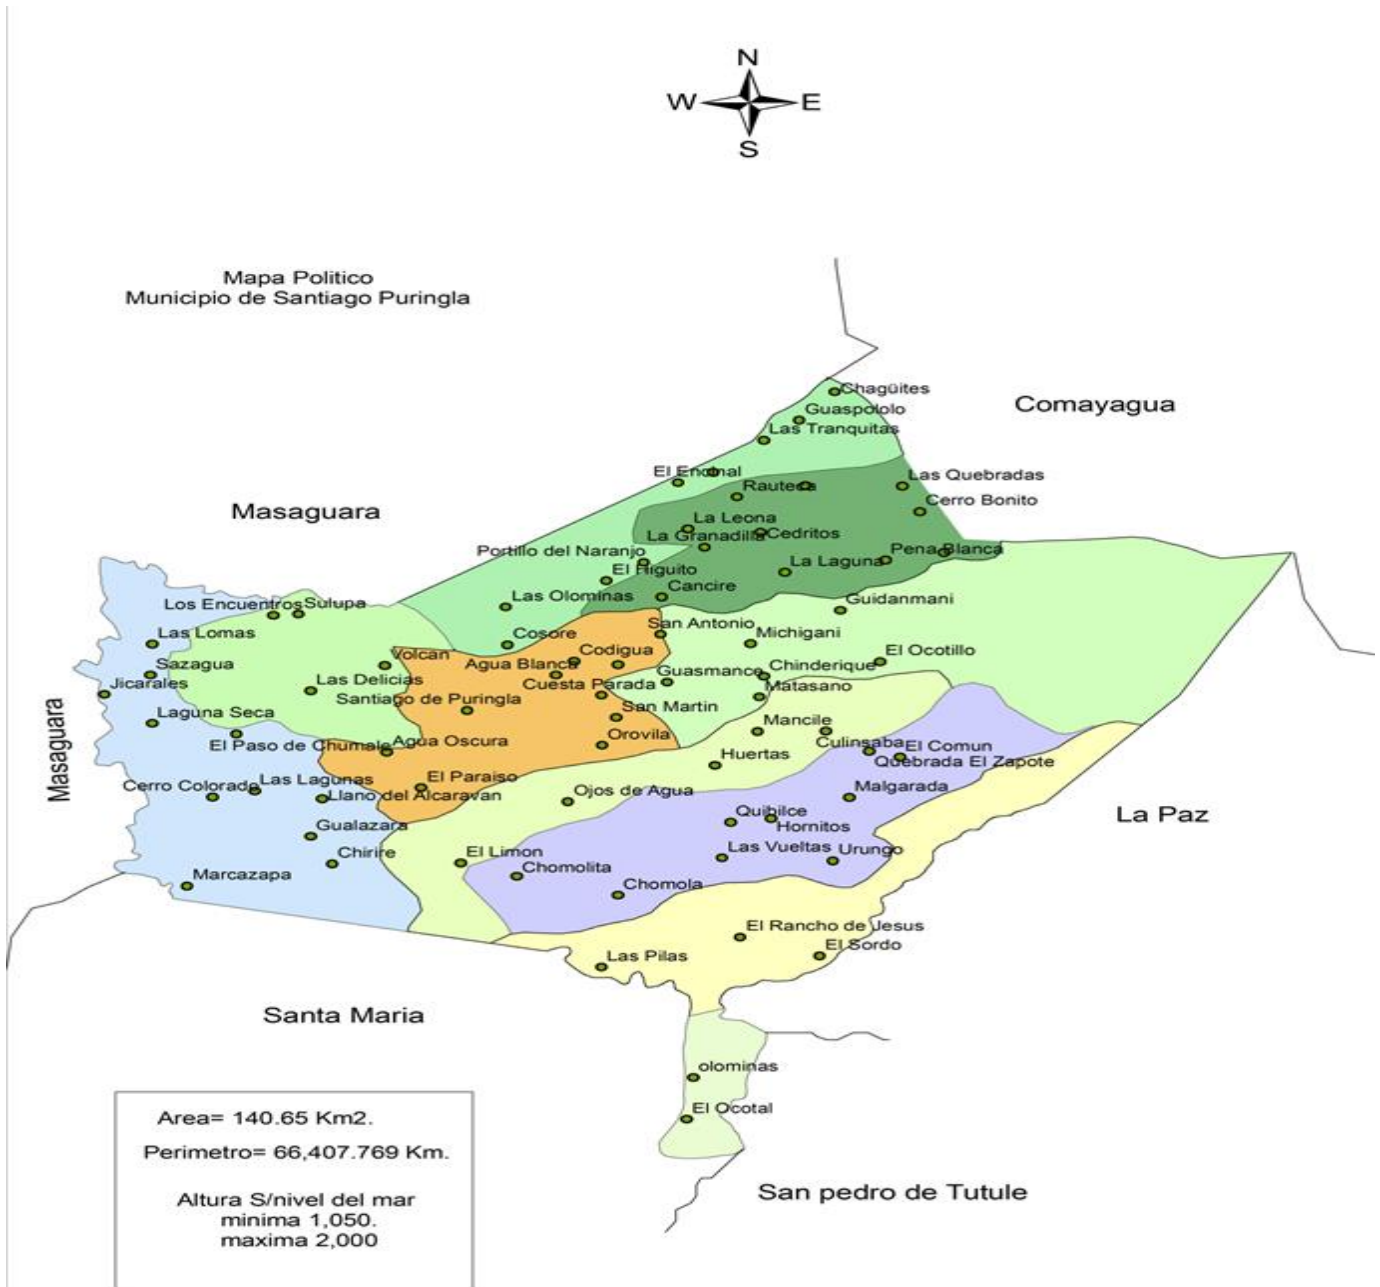 N
W E
S
Mapa Politico
Municipio de Santiago Puringla
Chagüites
Comayagua
Guaspololo
Las Tranquitas
El Encinal
Las Quebradas
Rauteca
Cerro Bonito
Masaguara
La Leona
Cedritos
La Granadilla
Portillo del Naranjo
Pena Blanca
La Laguna
El Higuito
Cancire
Los Encuentros
Sulupa
Las Olominas
Guidanmani
San Antonio
Las Lomas
Michigani
Cosore
Codigua
Volcan
Agua Blanca
Sazagua
Guasmance
Chinderique
El Ocotillo
Jicarales
Las Delicias
Cuesta Parada
Matasano
Santiago de Puringla
San Martin
Laguna Seca
Mancile
Orovila
El Paso de Chumale
Agua Oscura
Culinsaba
El Comun
Huertas
Quebrada El Zapote
Masaguara
Cerro Colorado
Las Lagunas
El Paraiso
Llano del Alcaravan
Ojos de Agua
Malgarada
La Paz
Quibilce
Hornitos
Gualazara
Chirire
El Limon
Las Vueltas
Urungo
Marcazapa
Chomolita
Chomola
El Rancho de Jesus
El Sordo
Las Pilas
Santa Maria
olominas
El Ocotal
Area= 140.65 Km2.
Perimetro= 66,407.769 Km.
Altura S/nivel del mar
minima 1,050.
maxima 2,000
San pedro de Tutule